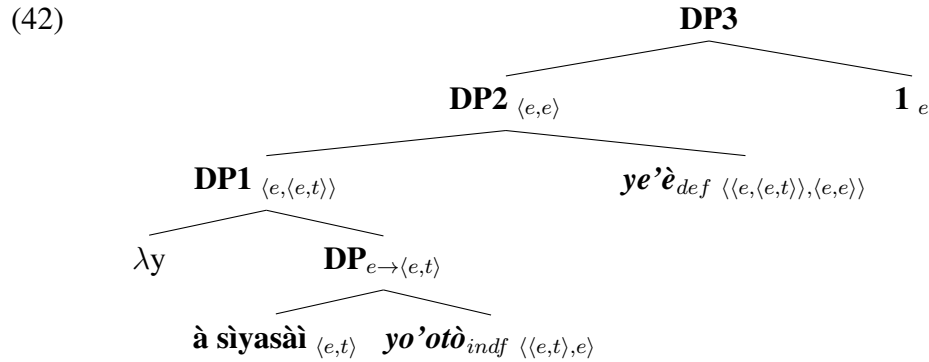 (42) DP3
DP2 ⟨e,e⟩ 1 e
DP1 ⟨e,⟨e,t⟩⟩ ye’è def ⟨⟨e,⟨e,t⟩⟩,⟨e,e⟩⟩
λy DP e→⟨e,t⟩
à sìyasàì ⟨e,t⟩ yo’otò indf ⟨⟨e,t⟩,e⟩